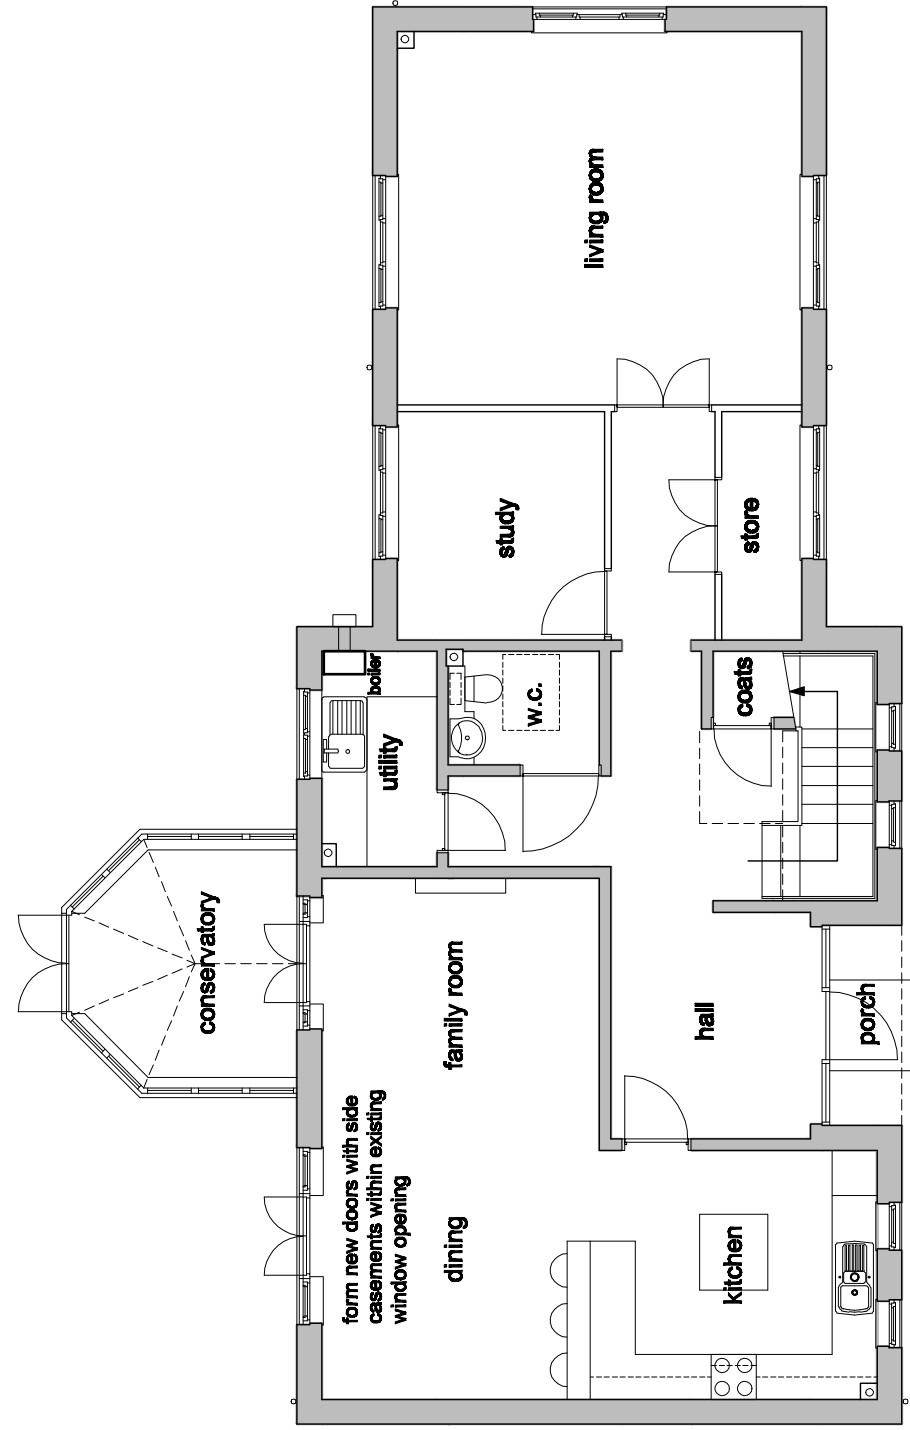 living room
study
store
boiler
utility
w.c.
coats
conservatory
family room
hall
porch
form new doors with side
casements within existing
window opening
dining
kitchen